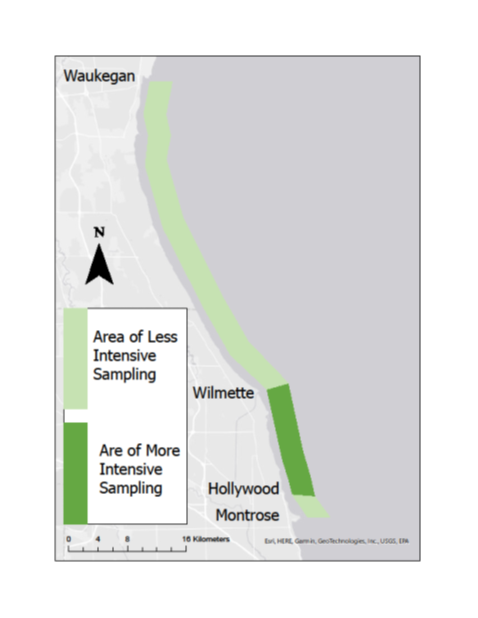 Waukegan
N
Area of Less
Intensive
Sampling
Wilmette
Are of More
Intensive
Sampling
Hollywood
Montrose
0 4 8 16 Kilometers
Esri, HERE, Garmin, GeoTechnologies, Inc., USGS, EPA